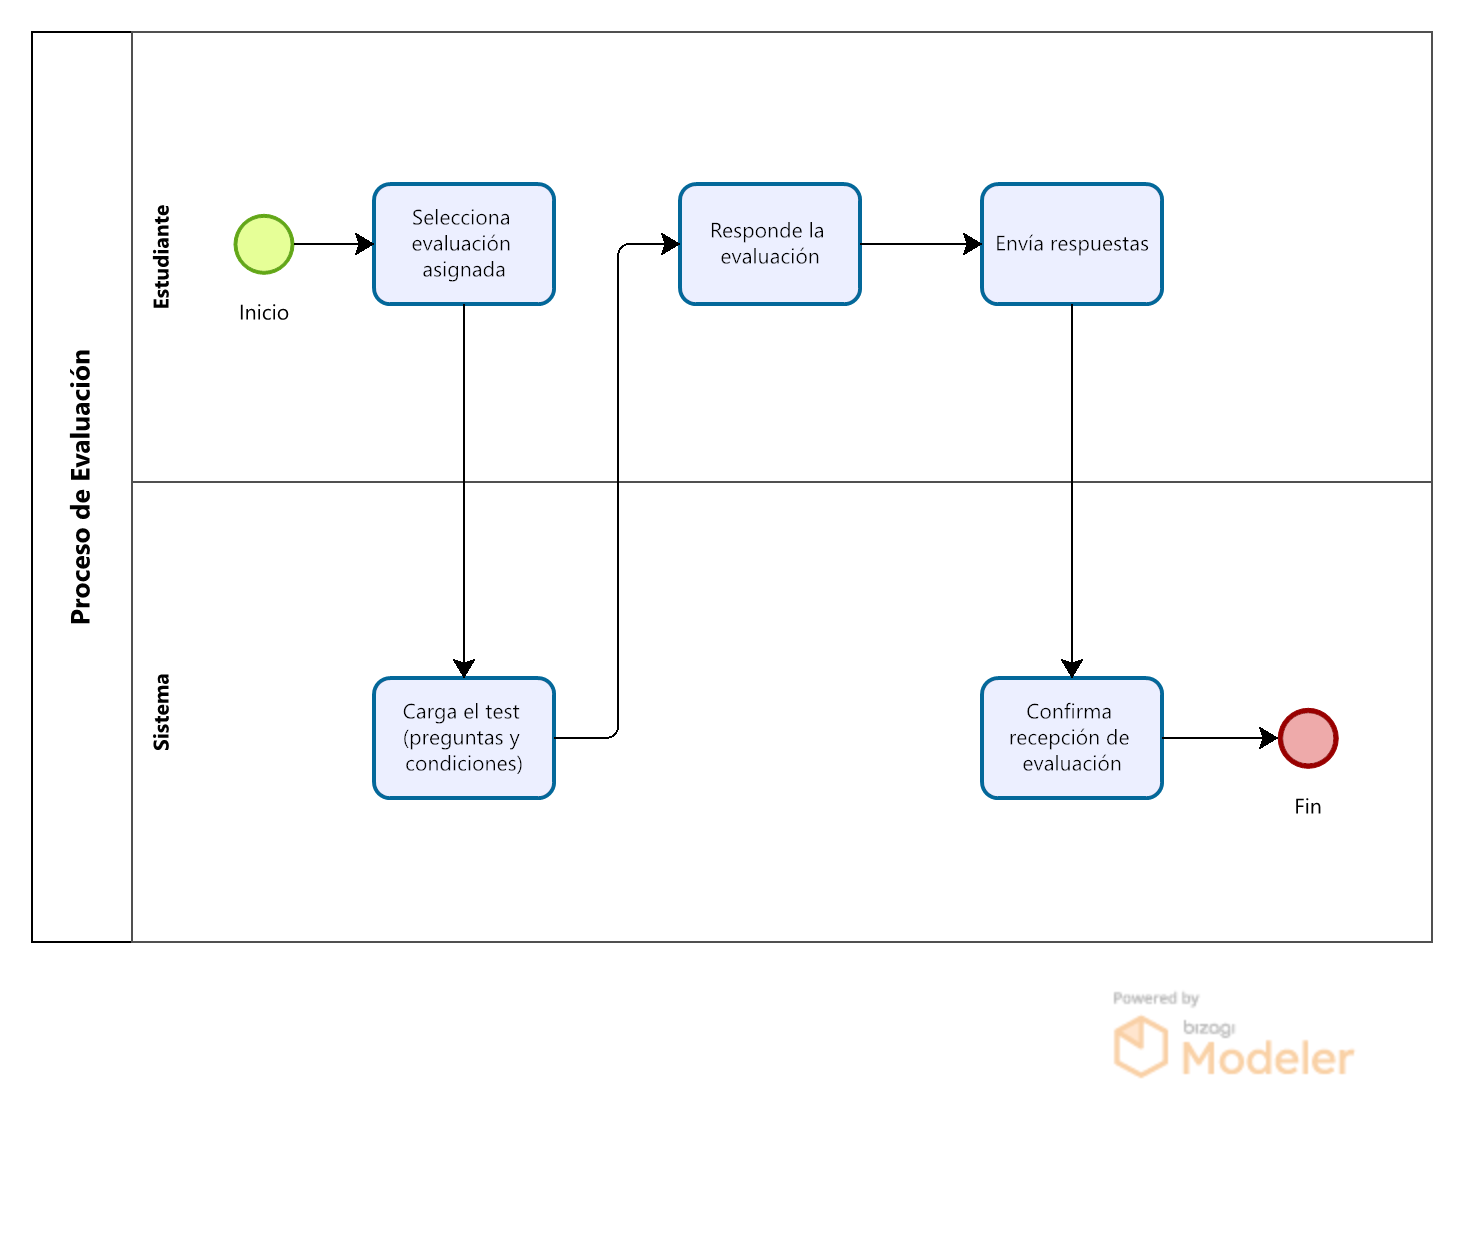 Proceso de Evaluación
Estudiante
Inicio
Selecciona
evaluación
asignada
Responde la
evaluación
Envía respuestas
Sistema
Carga el test
(preguntas y
condiciones)
Confirma
recepción de
evaluación
Fin
Powered by
bizagi
Modeler